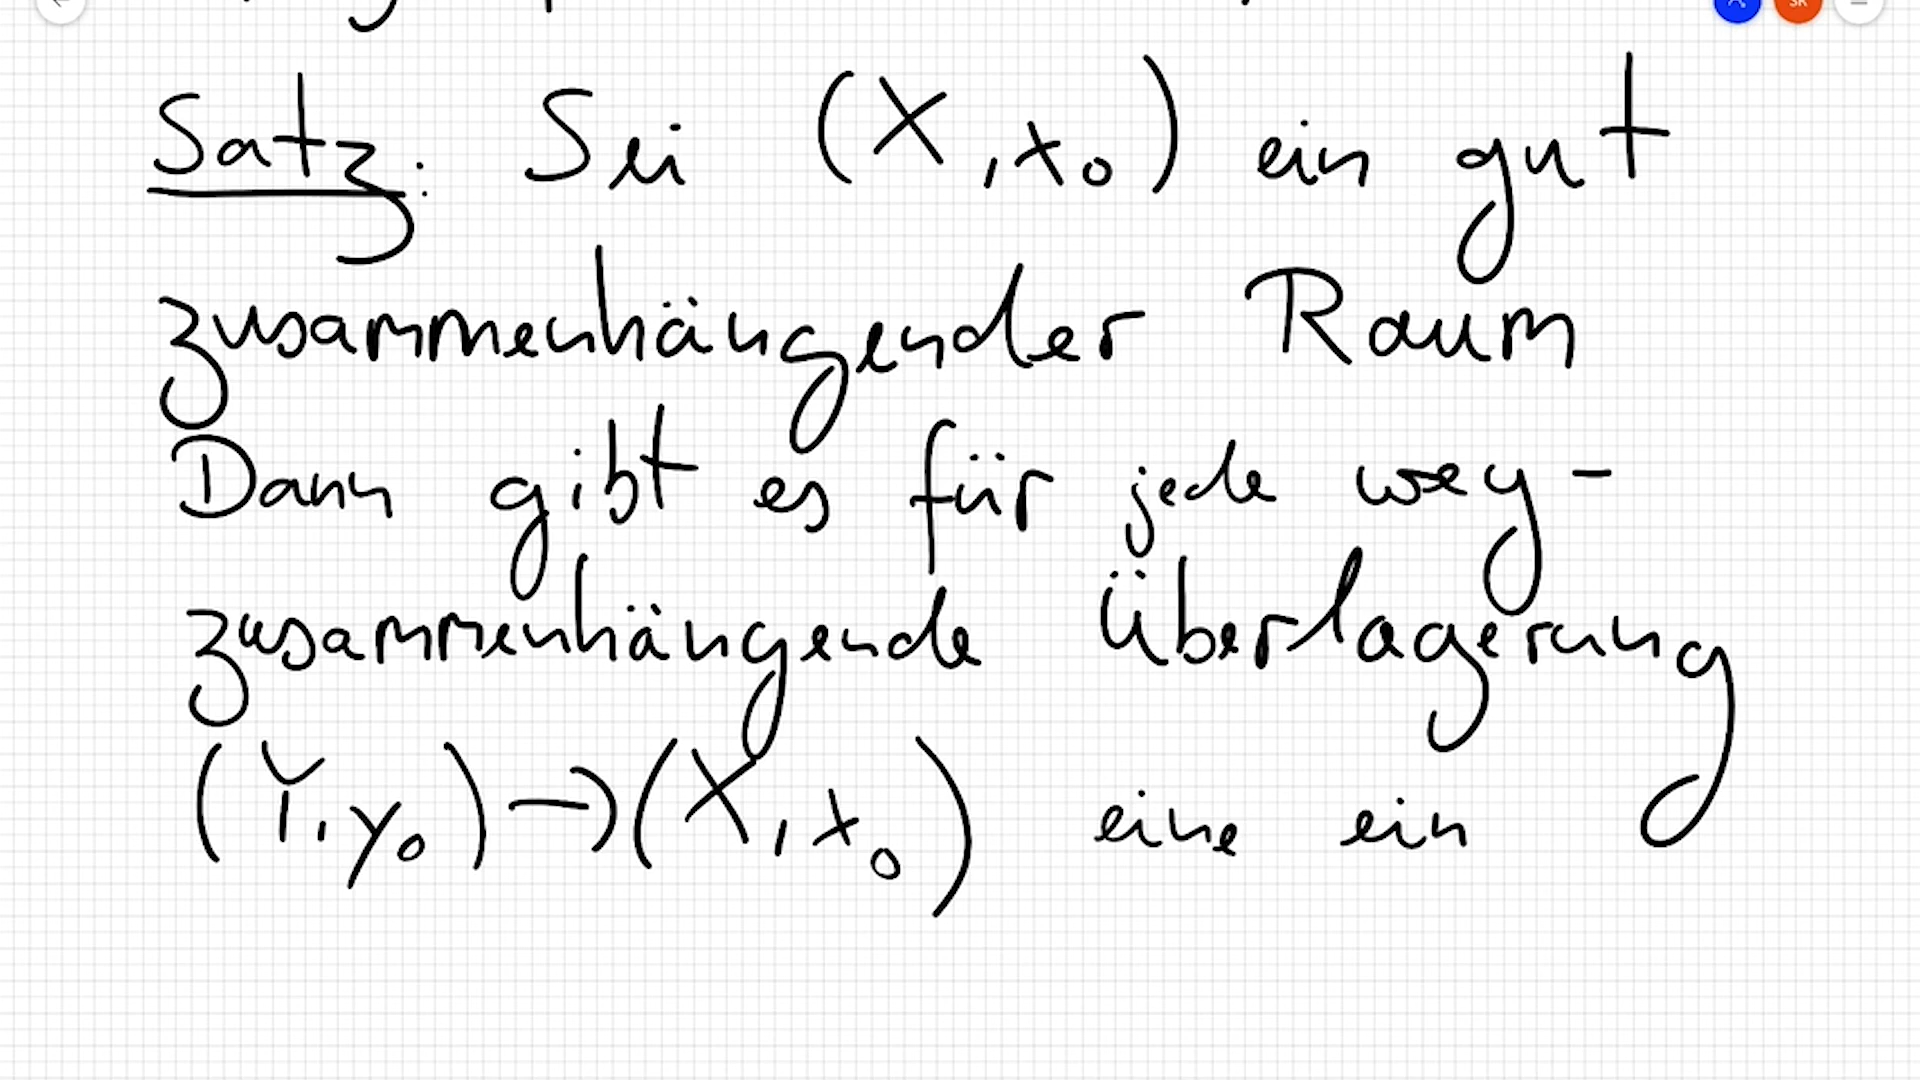 Satz: Sei (X, x₀) ein gut
zusammenhängender Raum
Dann gibt es für jede weg-
zusammenhängende Überlagerung
(Y, y₀) → (X, x₀) eine ein